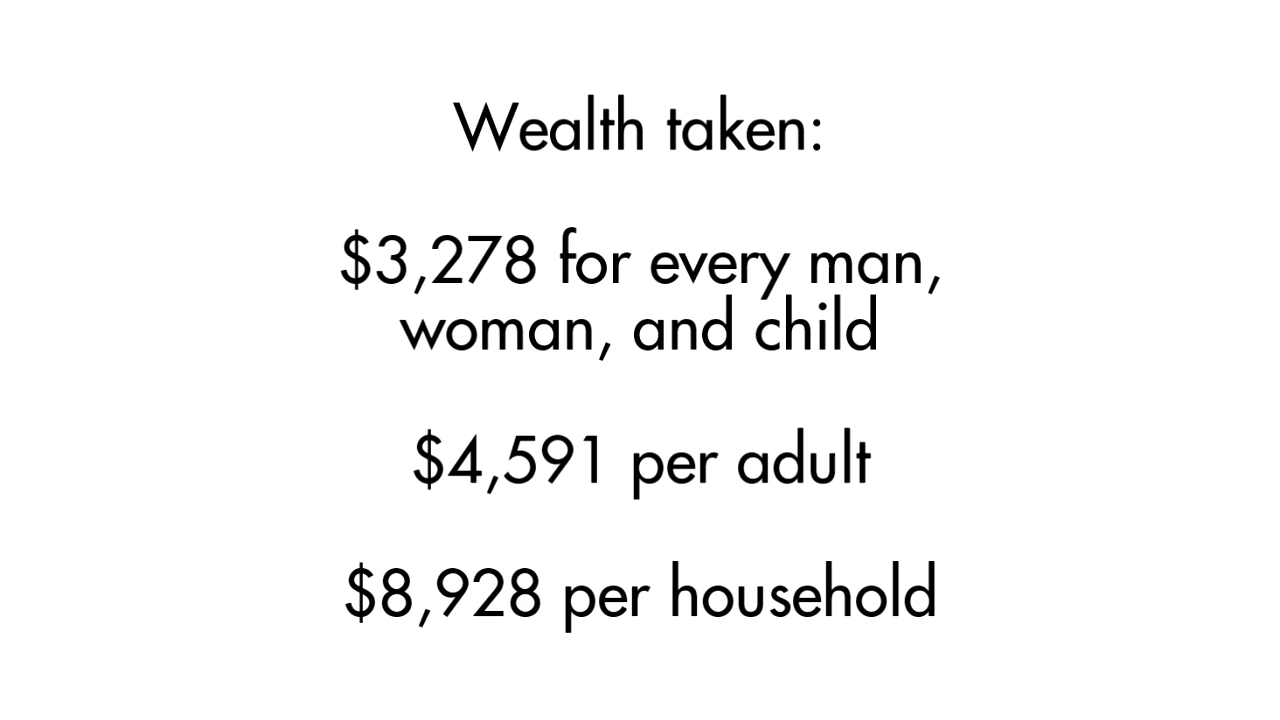 Wealth taken:
$3,278 for every man,
woman, and child
$4,591 per adult
$8,928 per household